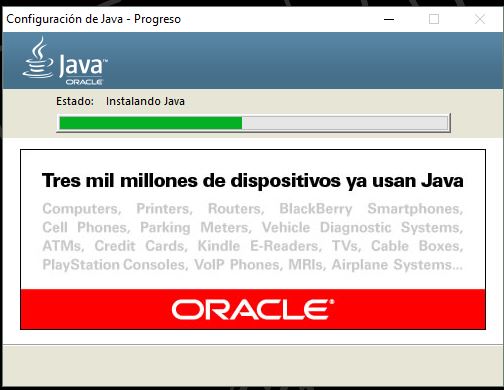 Configuración de Java - Progreso
Java™
ORACLE
Estado: Instalando Java
Tres mil millones de dispositivos ya usan Java
Computers, Printers, Routers, BlackBerry Smartphones,
Cell Phones, Parking Meters, Vehicle Diagnostic Systems,
ATMs, Credit Cards, Kindle E-Readers, TVs, Cable Boxes,
PlayStation Consoles, VoIP Phones, MRIs, Airplane Systems...
ORACLE®